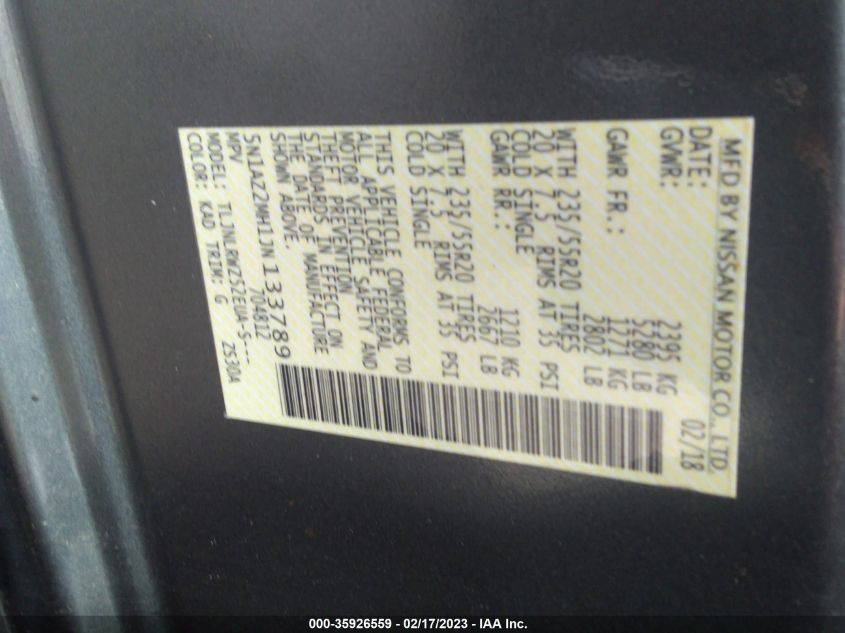 MFD BY NISSAN MOTOR CO., LTD.
DATE: 02/18
GVWR: 2395 KG
5280 LB
GAWR FR.: 1271 KG
2802 LB
WITH 235/55R20 TIRES
20 X 7.5 RIMS AT 35 PSI
COLD SINGLE
GAWR RR.: 1210 KG
2667 LB
WITH 235/55R20 TIRES
20 X 7.5 RIMS AT 35 PSI
COLD SINGLE
THIS VEHICLE CONFORMS TO
ALL APPLICABLE FEDERAL
MOTOR VEHICLE SAFETY AND
THEFT PREVENTION
STANDARDS IN EFFECT ON
THE DATE OF MANUFACTURE
SHOWN ABOVE.
5N1AZ2MH1JN133789
MPV 704812
MODEL: TLJNLRWZ52EUA-S---
COLOR: KAD TRIM: G Z530A
000-35926559 - 02/17/2023 - IAA Inc.